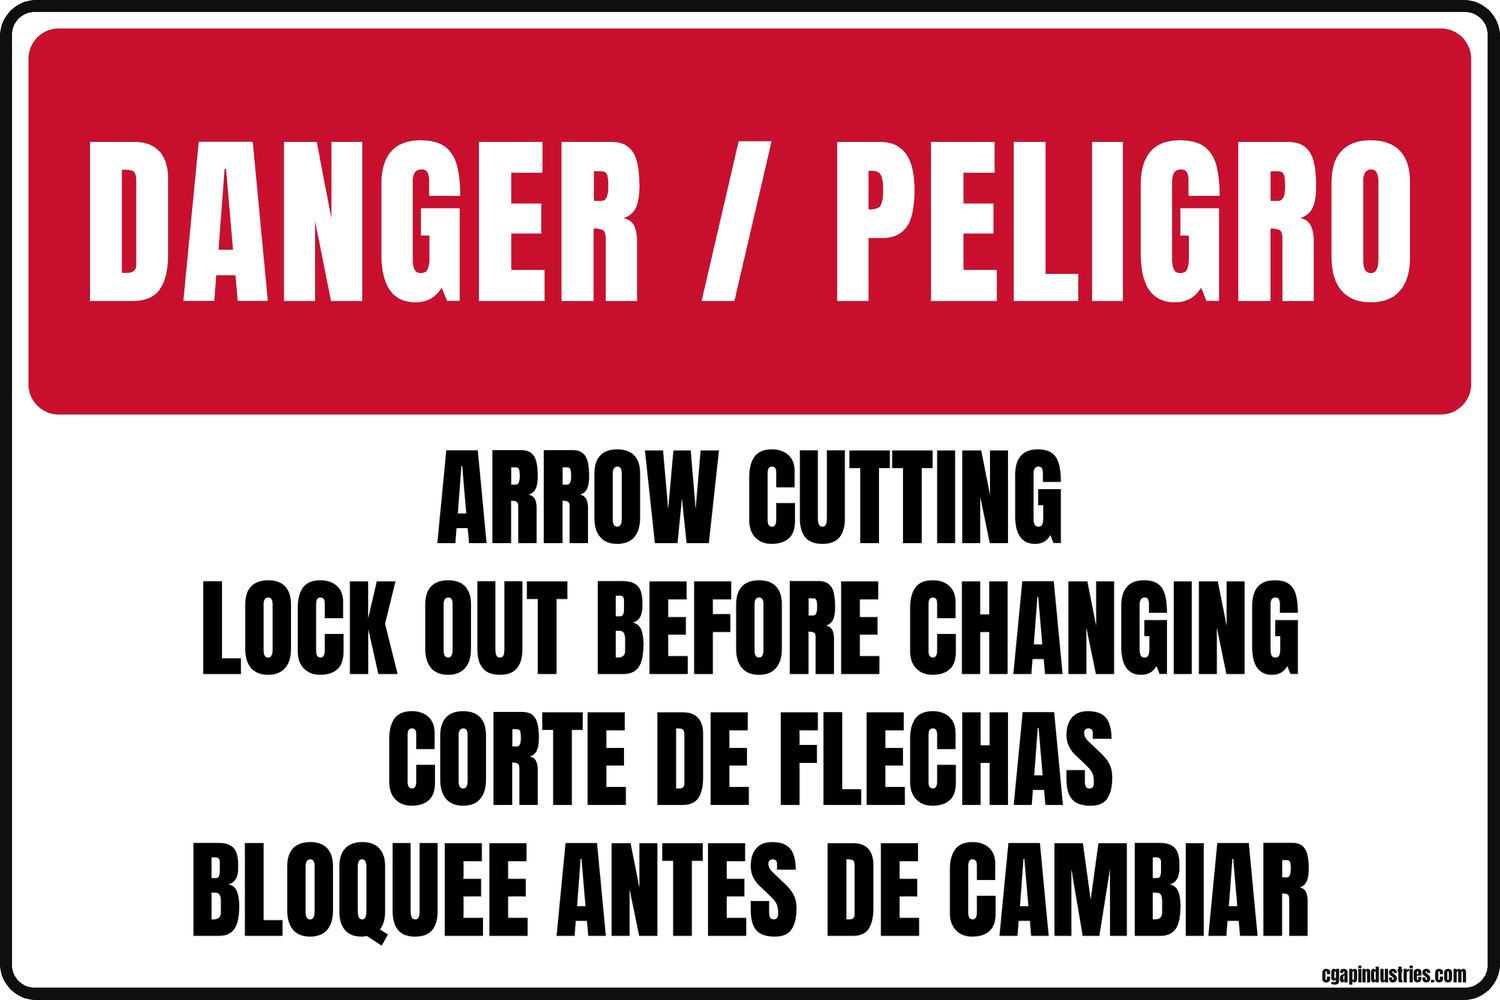 DANGER / PELIGRO
ARROW CUTTING
LOCK OUT BEFORE CHANGING
CORTE DE FLECHAS
BLOQUEE ANTES DE CAMBIAR
cgapindustries.com